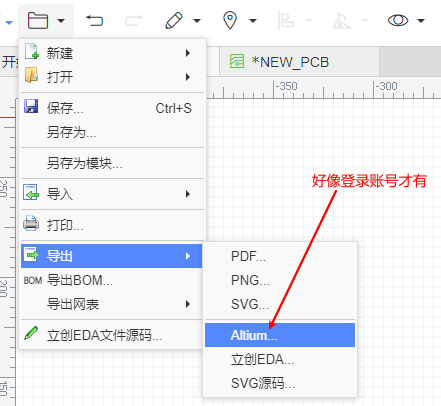 开
*NEW_PCB
新建
打开
保存... Ctrl+S
另存为...
另存为模块...
导入
打印...
导出
BOM 导出BOM...
导出网表
立创EDA文件源码...
PDF...
PNG...
SVG...
Altium...
立创EDA...
SVG源码...
好像登录账号才有
-350
-300
250
200
150